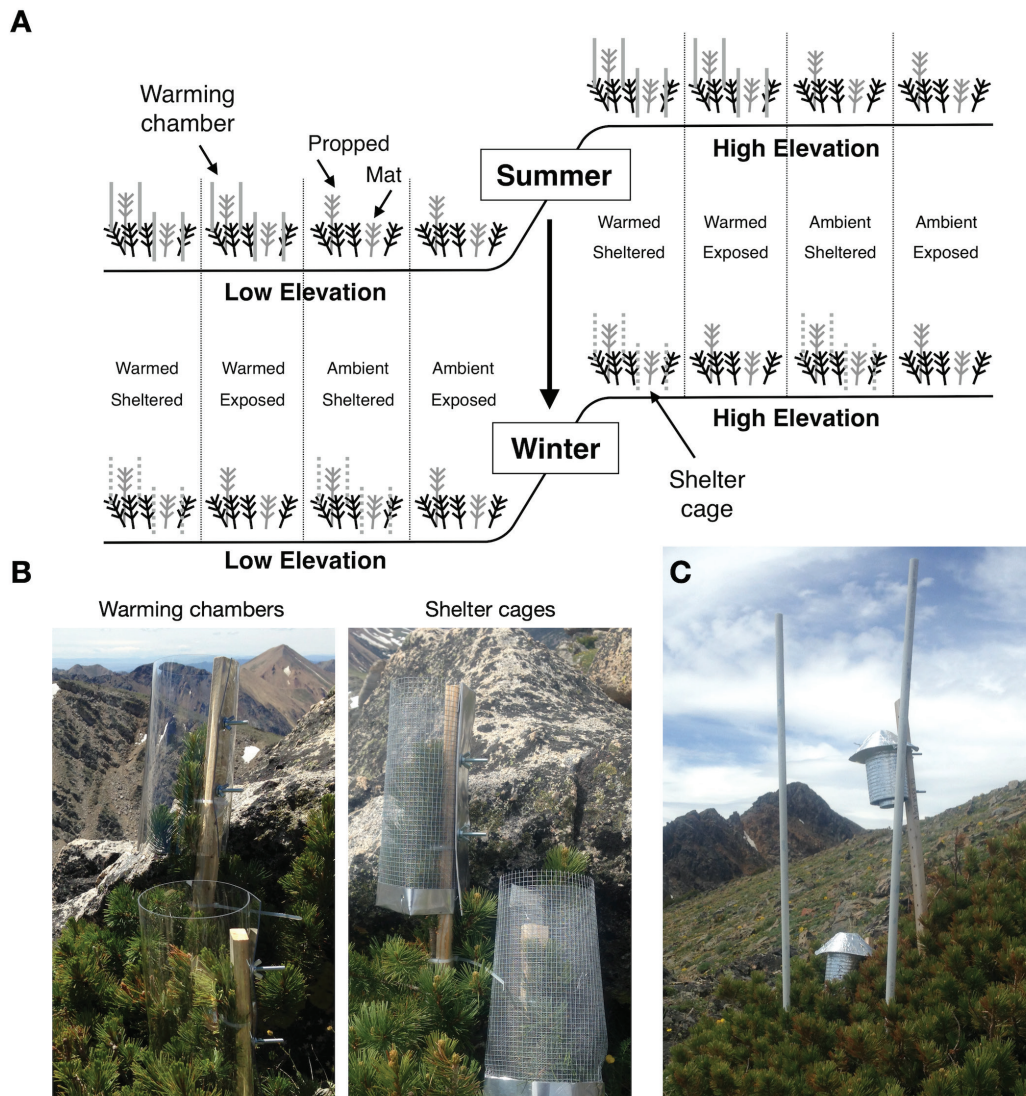 A
Warming
chamber
Propped
Mat
Summer
High Elevation
Low Elevation
Warmed
Sheltered
Warmed
Exposed
Ambient
Sheltered
Ambient
Exposed
Warmed
Sheltered
Warmed
Exposed
Ambient
Sheltered
Ambient
Exposed
Winter
High Elevation
Shelter
cage
Low Elevation
B
Warming chambers
Shelter cages
C